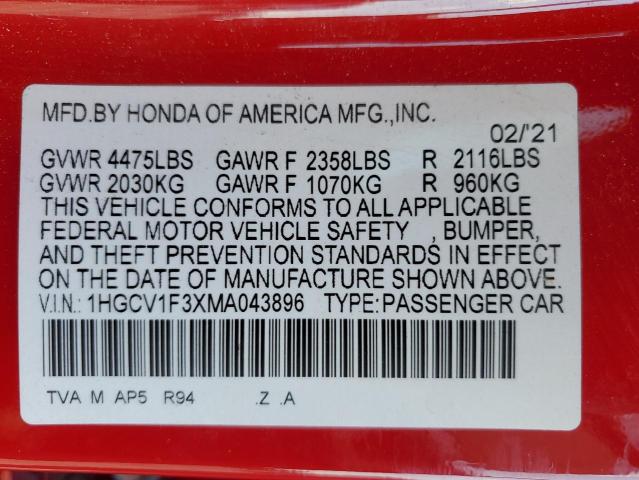 MFD.BY HONDA OF AMERICA MFG.,INC.
02/'21
GVWR 4475LBS GAWR F 2358LBS R 2116LBS
GVWR 2030KG GAWR F 1070KG R 960KG
THIS VEHICLE CONFORMS TO ALL APPLICABLE
FEDERAL MOTOR VEHICLE SAFETY , BUMPER,
AND THEFT PREVENTION STANDARDS IN EFFECT
ON THE DATE OF MANUFACTURE SHOWN ABOVE.
V.I.N.: 1HGCV1F3XMA043896 TYPE:PASSENGER CAR
TVA M AP5 R94 .Z .A